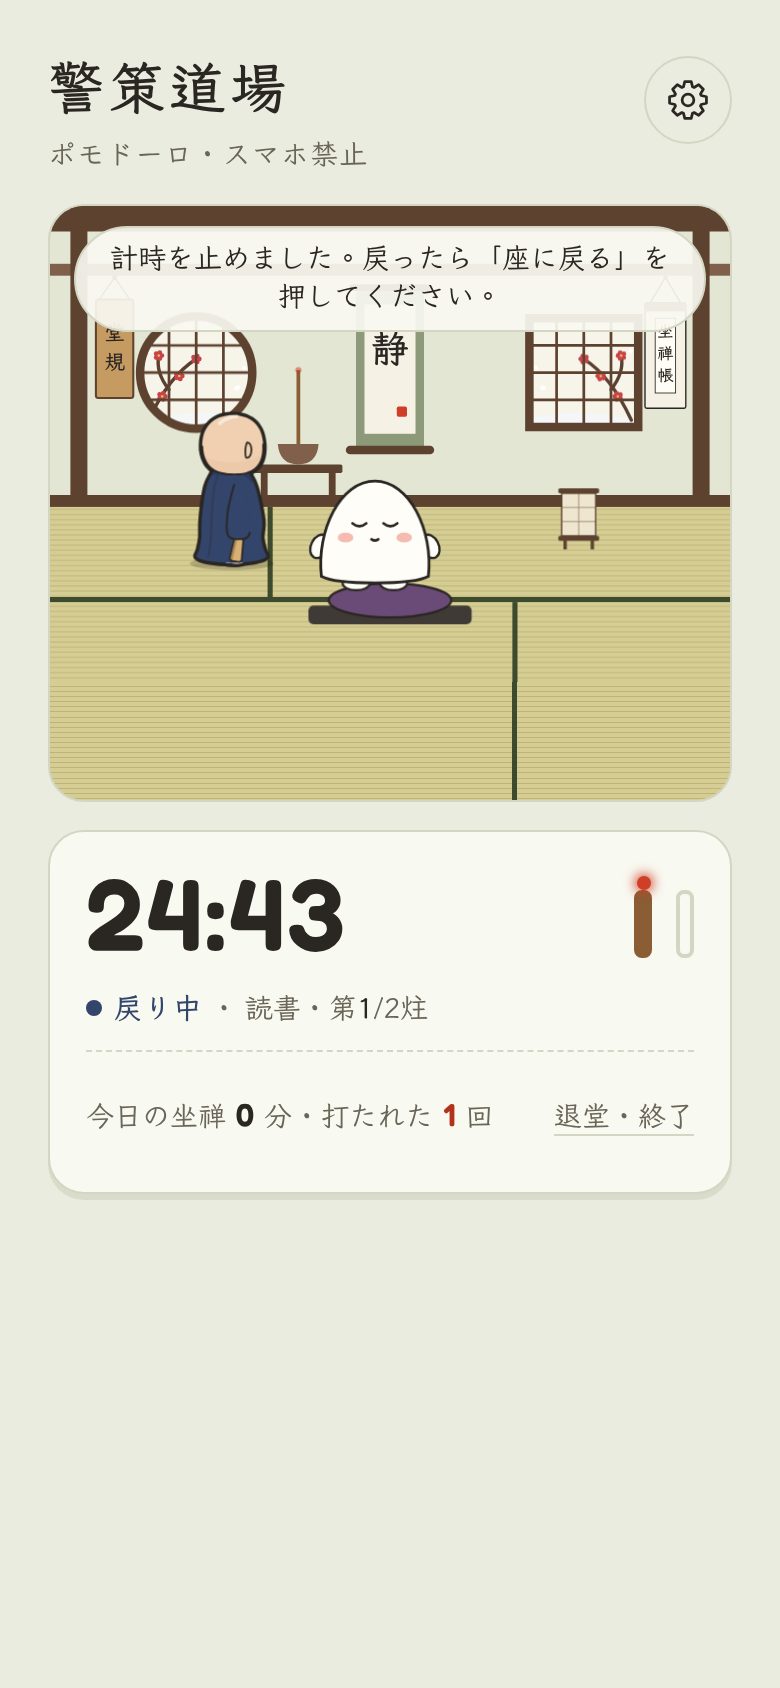 警策道場
ポモドーロ・スマホ禁止
計時を止めました。戻ったら「座に戻る」を
押してください。
堂規
静
坐禅帳
24:43
戻り中 ・ 読書・第1/2炷
今日の坐禅 0 分・打たれた 1 回
退堂・終了